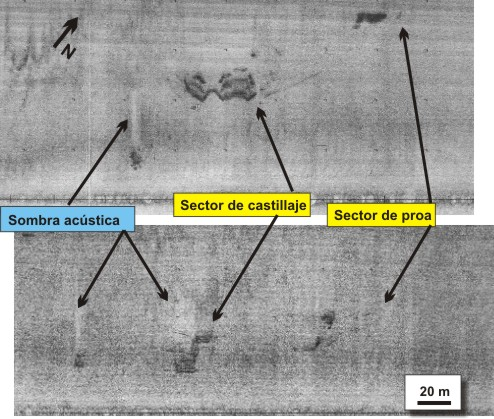 N
Sector de castillaje
Sector de proa
Sombra acústica
20 m